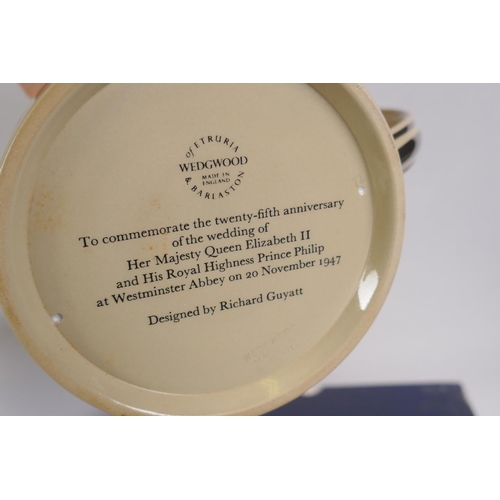 of ETRURIA
WEDGWOOD
MADE IN
ENGLAND
& BARLASTON
To commemorate the twenty-fifth anniversary
of the wedding of
Her Majesty Queen Elizabeth II
and His Royal Highness Prince Philip
at Westminster Abbey on 20 November 1947
Designed by Richard Guyatt